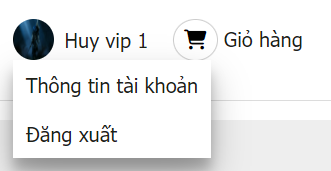 Huy vip 1 Giỏ hàng
Thông tin tài khoản
Đăng xuất